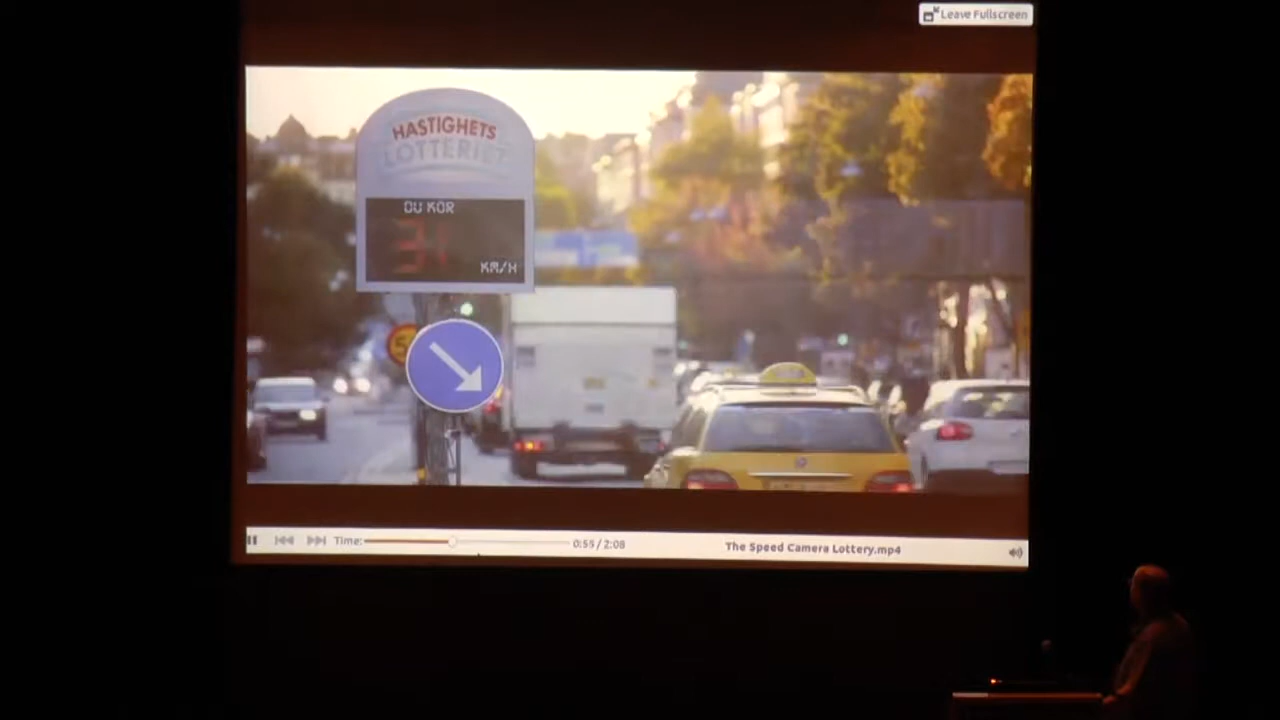 Leave Fullscreen
HASTIGHETS
LOTTERIET
DU KÖR
31
KM/H
Time:
0:55 / 2:08
The Speed Camera Lottery.mp4